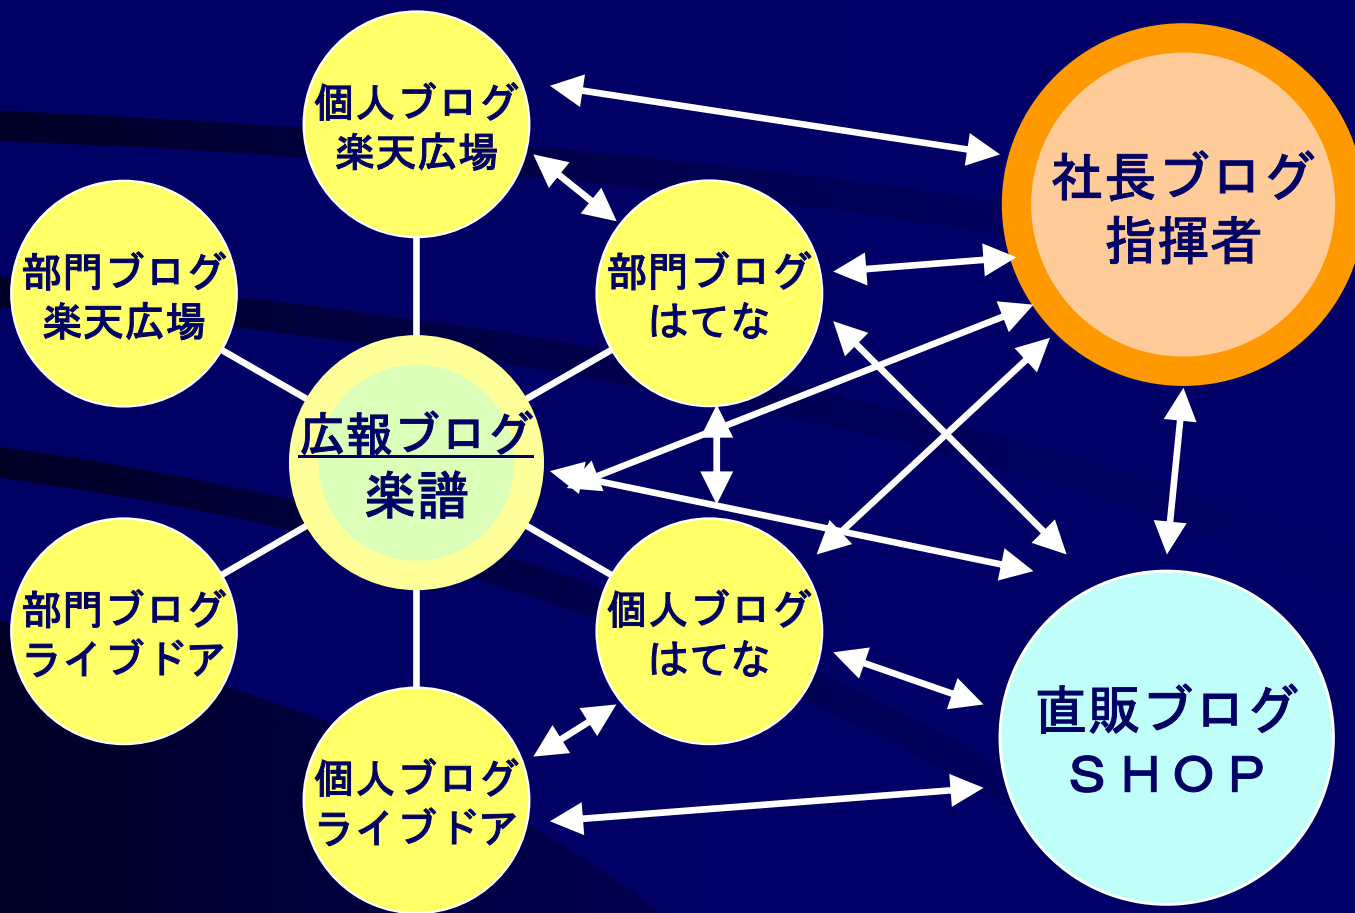 個人ブログ
楽天広場
社長ブログ
指揮者
部門ブログ
楽天広場
部門ブログ
はてな
広報ブログ
楽譜
部門ブログ
ライブドア
個人ブログ
はてな
直販ブログ
ＳＨＯＰ
個人ブログ
ライブドア